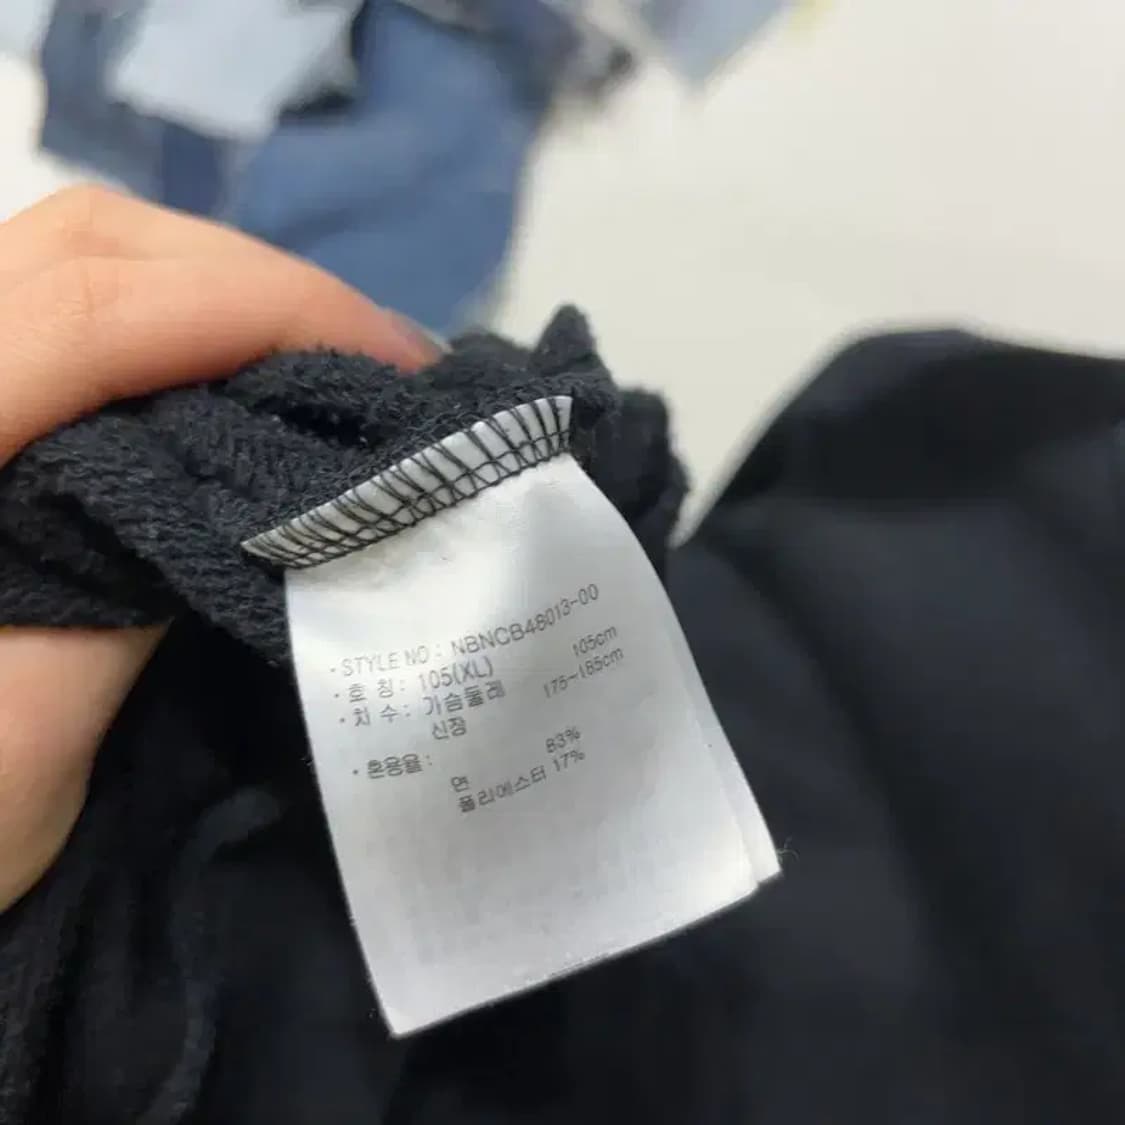 ·STYLE NO : NBNCB46013-00
·호 칭 : 105(XL)
·치 수 : 가슴둘레 105cm
신장 175-185cm
·혼용율 :
면 83%
폴리에스터 17%